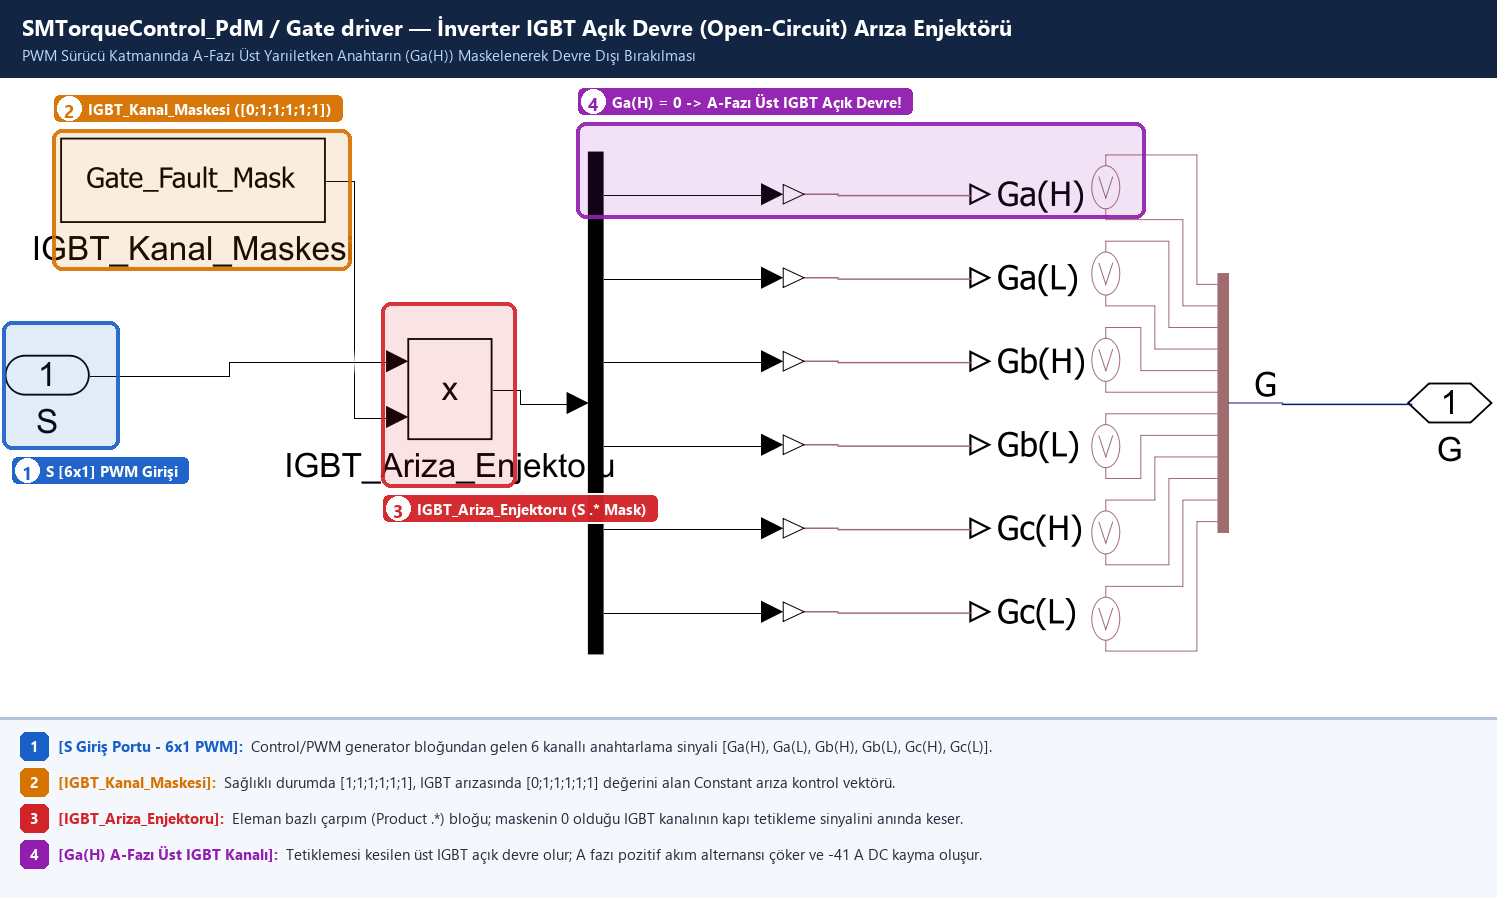 SMTorqueControl_PdM / Gate driver — İnverter IGBT Açık Devre (Open-Circuit) Arıza Enjektörü
PWM Sürücü Katmanında A-Fazı Üst Yarıiletken Anahtarın (Ga(H)) Maskelenerek Devre Dışı Bırakılması
2 IGBT_Kanal_Maskesi ([0;1;1;1;1;1])
4 Ga(H) = 0 -> A-Fazı Üst IGBT Açık Devre!
Gate_Fault_Mask
IGBT_Kanal_Maskesi
Ga(H)
V
Ga(L)
V
1
S
1 S [6x1] PWM Girişi
x
IGBT_Ariza_Enjektoru
3 IGBT_Ariza_Enjektoru (S .* Mask)
Gb(H)
V
Gb(L)
V
Gc(H)
V
Gc(L)
V
G
1
G
1 [S Giriş Portu - 6x1 PWM]: Control/PWM generator bloğundan gelen 6 kanallı anahtarlama sinyali [Ga(H), Ga(L), Gb(H), Gb(L), Gc(H), Gc(L)].
2 [IGBT_Kanal_Maskesi]: Sağlıklı durumda [1;1;1;1;1;1], IGBT arızasında [0;1;1;1;1;1] değerini alan Constant arıza kontrol vektörü.
3 [IGBT_Ariza_Enjektoru]: Eleman bazlı çarpım (Product .*) bloğu; maskenin 0 olduğu IGBT kanalının kapı tetikleme sinyalini anında keser.
4 [Ga(H) A-Fazı Üst IGBT Kanalı]: Tetiklemesi kesilen üst IGBT açık devre olur; A fazı pozitif akım alternansı çöker ve -41 A DC kayma oluşur.